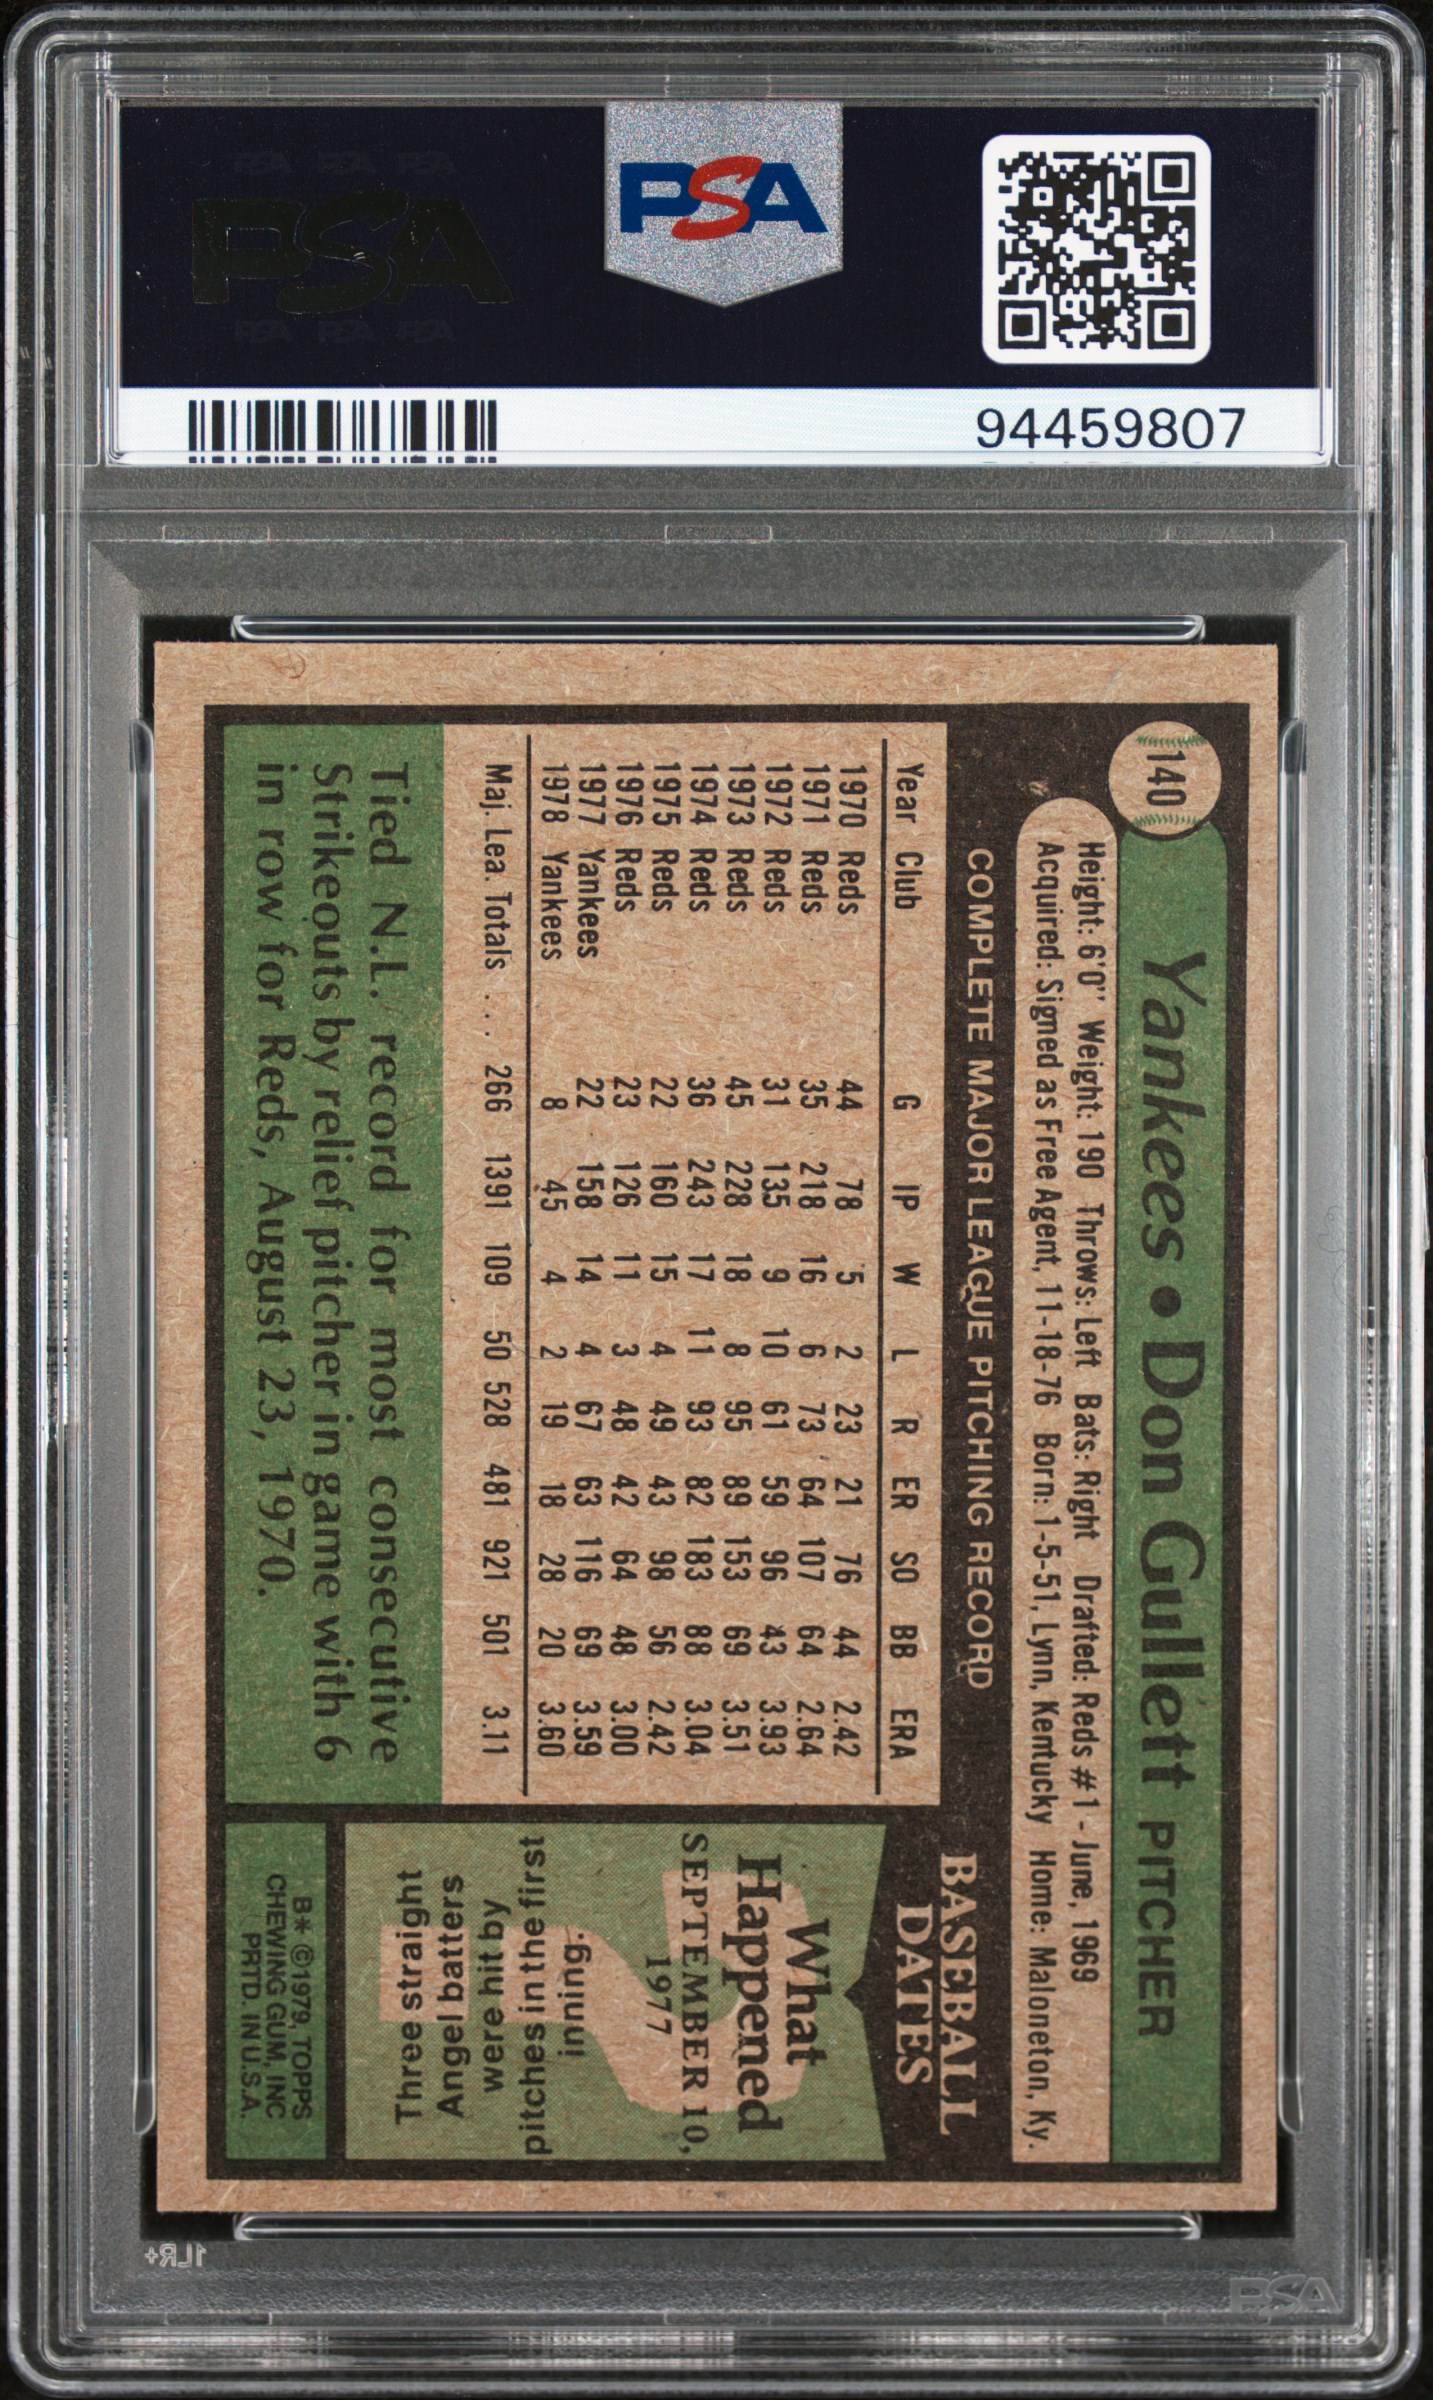 PSA PSA PSA
PSA
PSA PSA PSA
PSA
94459807
140
Yankees • Don Gullett PITCHER
Height: 6'0" Weight: 190 Throws: Left Bats: Right Drafted: Reds #1 - June, 1969
Acquired: Signed as Free Agent, 11-18-76 Born: 1-5-51, Lynn, Kentucky Home: Maloneton, Ky.
COMPLETE MAJOR LEAGUE PITCHING RECORD
Year Club G IP W L R ER SO BB ERA
1970 Reds 44 78 5 2 23 21 76 44 2.42
1971 Reds 35 218 16 6 73 64 107 64 2.64
1972 Reds 31 135 9 10 61 59 96 43 3.93
1973 Reds 45 228 18 8 95 89 153 69 3.51
1974 Reds 36 243 17 11 93 82 183 88 3.04
1975 Reds 22 160 15 4 49 43 98 56 2.42
1976 Reds 23 126 11 3 48 42 64 48 3.00
1977 Yankees 22 158 14 4 67 63 116 69 3.59
1978 Yankees 8 45 4 2 19 18 28 20 3.60
Maj. Lea. Totals . . . 266 1391 109 50 528 481 921 501 3.11
Tied N.L. record for most consecutive
Strikeouts by relief pitcher in game with 6
in row for Reds, August 23, 1970.
BASEBALL
DATES
What
Happened
SEPTEMBER 10,
1977
?
Three straight
Angel batters
were hit by
pitches in the first
inning.
B* ©1979, TOPPS
CHEWING GUM, INC
PRTD. IN U.S.A.
1LR+
PSA